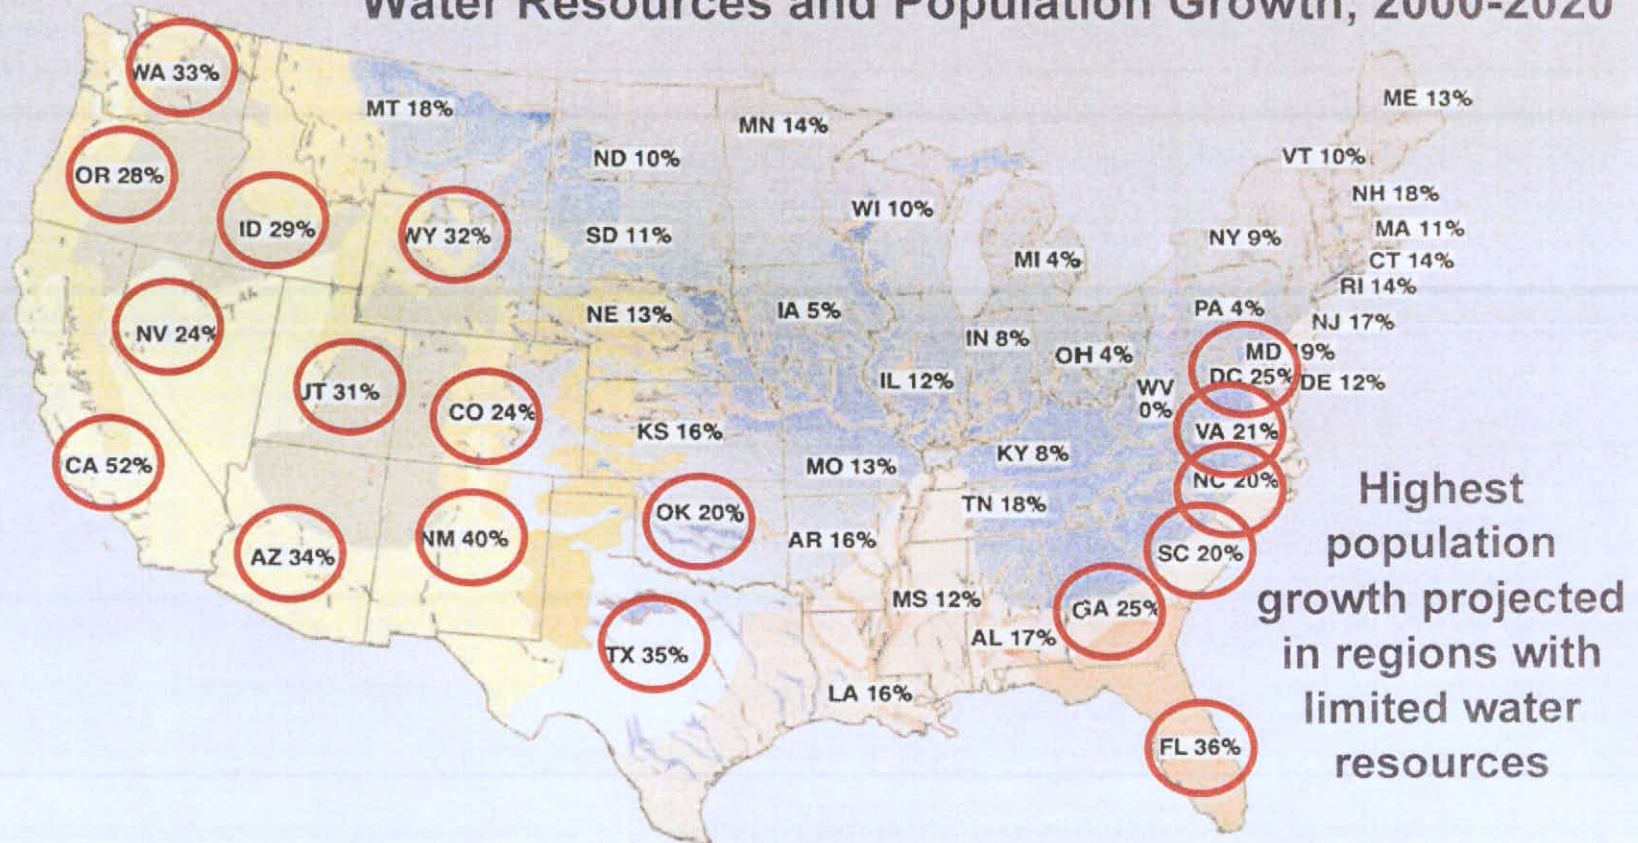 Water Resources and Population Growth, 2000-2020
WA 33%
MT 18%
ME 13%
MN 14%
ND 10%
VT 10%
OR 28%
NH 18%
WI 10%
ID 29%
WY 32%
SD 11%
NY 9%
MA 11%
MI 4%
CT 14%
RI 14%
NE 13%
IA 5%
PA 4%
NJ 17%
NV 24%
IN 8%
OH 4%
MD 19%
DC 25%
DE 12%
UT 31%
IL 12%
WV
0%
CO 24%
KS 16%
VA 21%
CA 52%
MO 13%
KY 8%
NC 20%
TN 18%
OK 20%
NM 40%
AR 16%
AZ 34%
SC 20%
MS 12%
GA 25%
AL 17%
TX 35%
LA 16%
FL 36%
Highest
population
growth projected
in regions with
limited water
resources